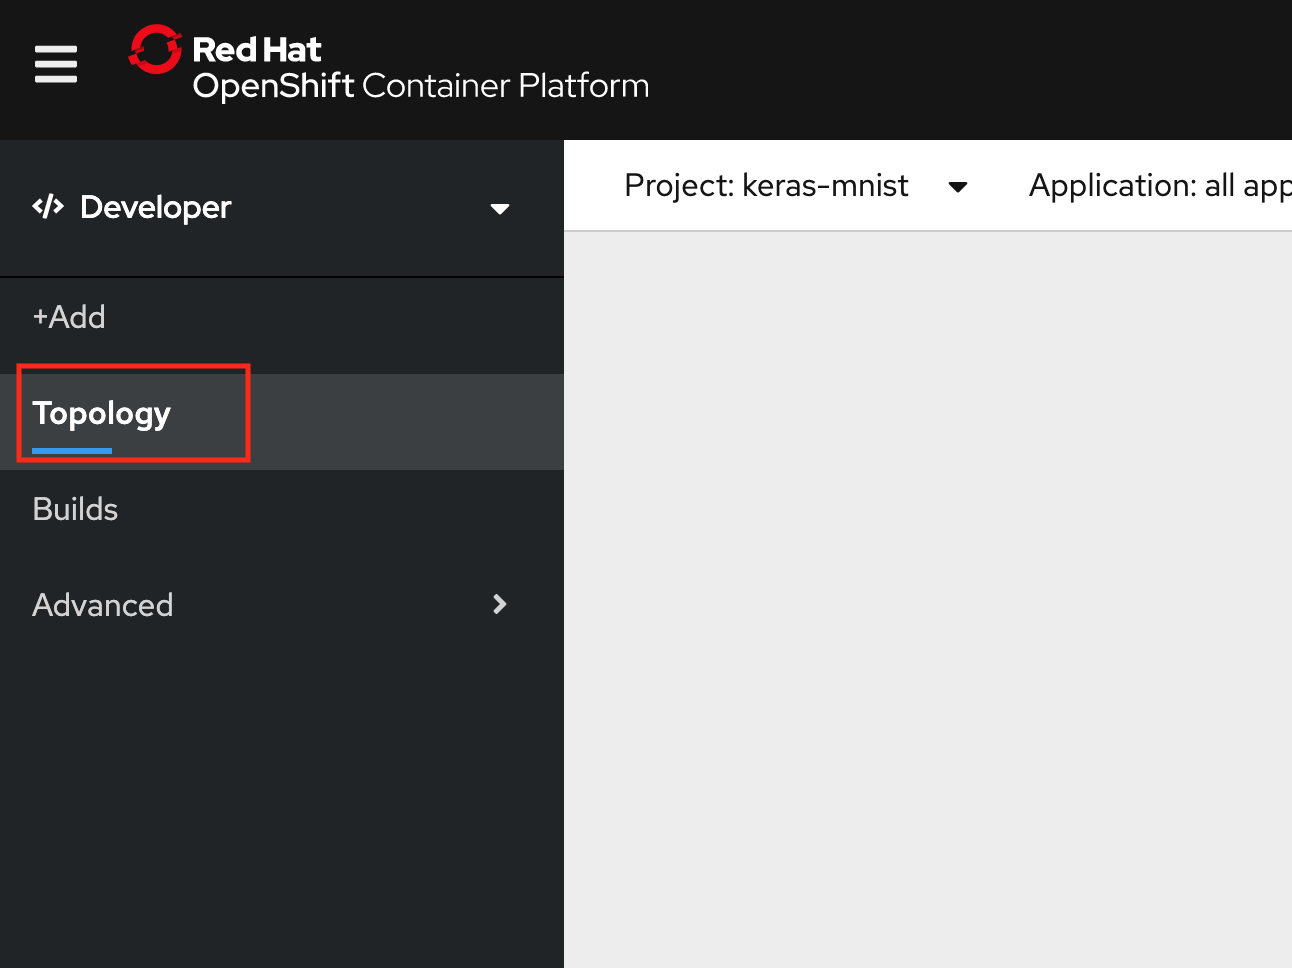 Red Hat
OpenShift Container Platform
</> Developer
Project: keras-mnist
Application: all app
+Add
Topology
Builds
Advanced